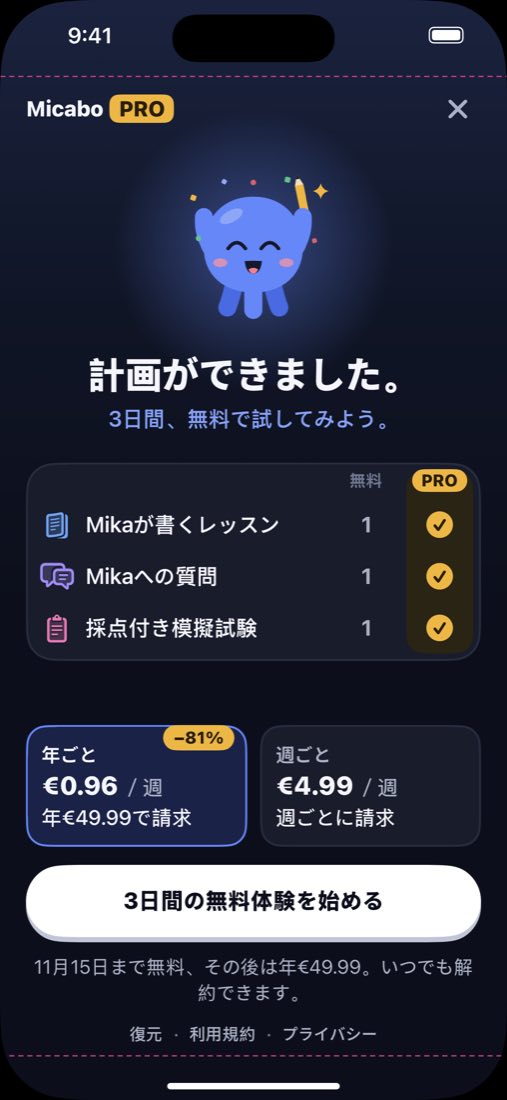 9:41
Micabo PRO
計画ができました。
3日間、無料で試してみよう。
無料 PRO
Mikaが書くレッスン 1
Mikaへの質問 1
採点付き模擬試験 1
年ごと −81%
€0.96 / 週
年€49.99で請求
週ごと
€4.99 / 週
週ごとに請求
3日間の無料体験を始める
11月15日まで無料、その後は年€49.99。いつでも解
約できます。
復元 · 利用規約 · プライバシー